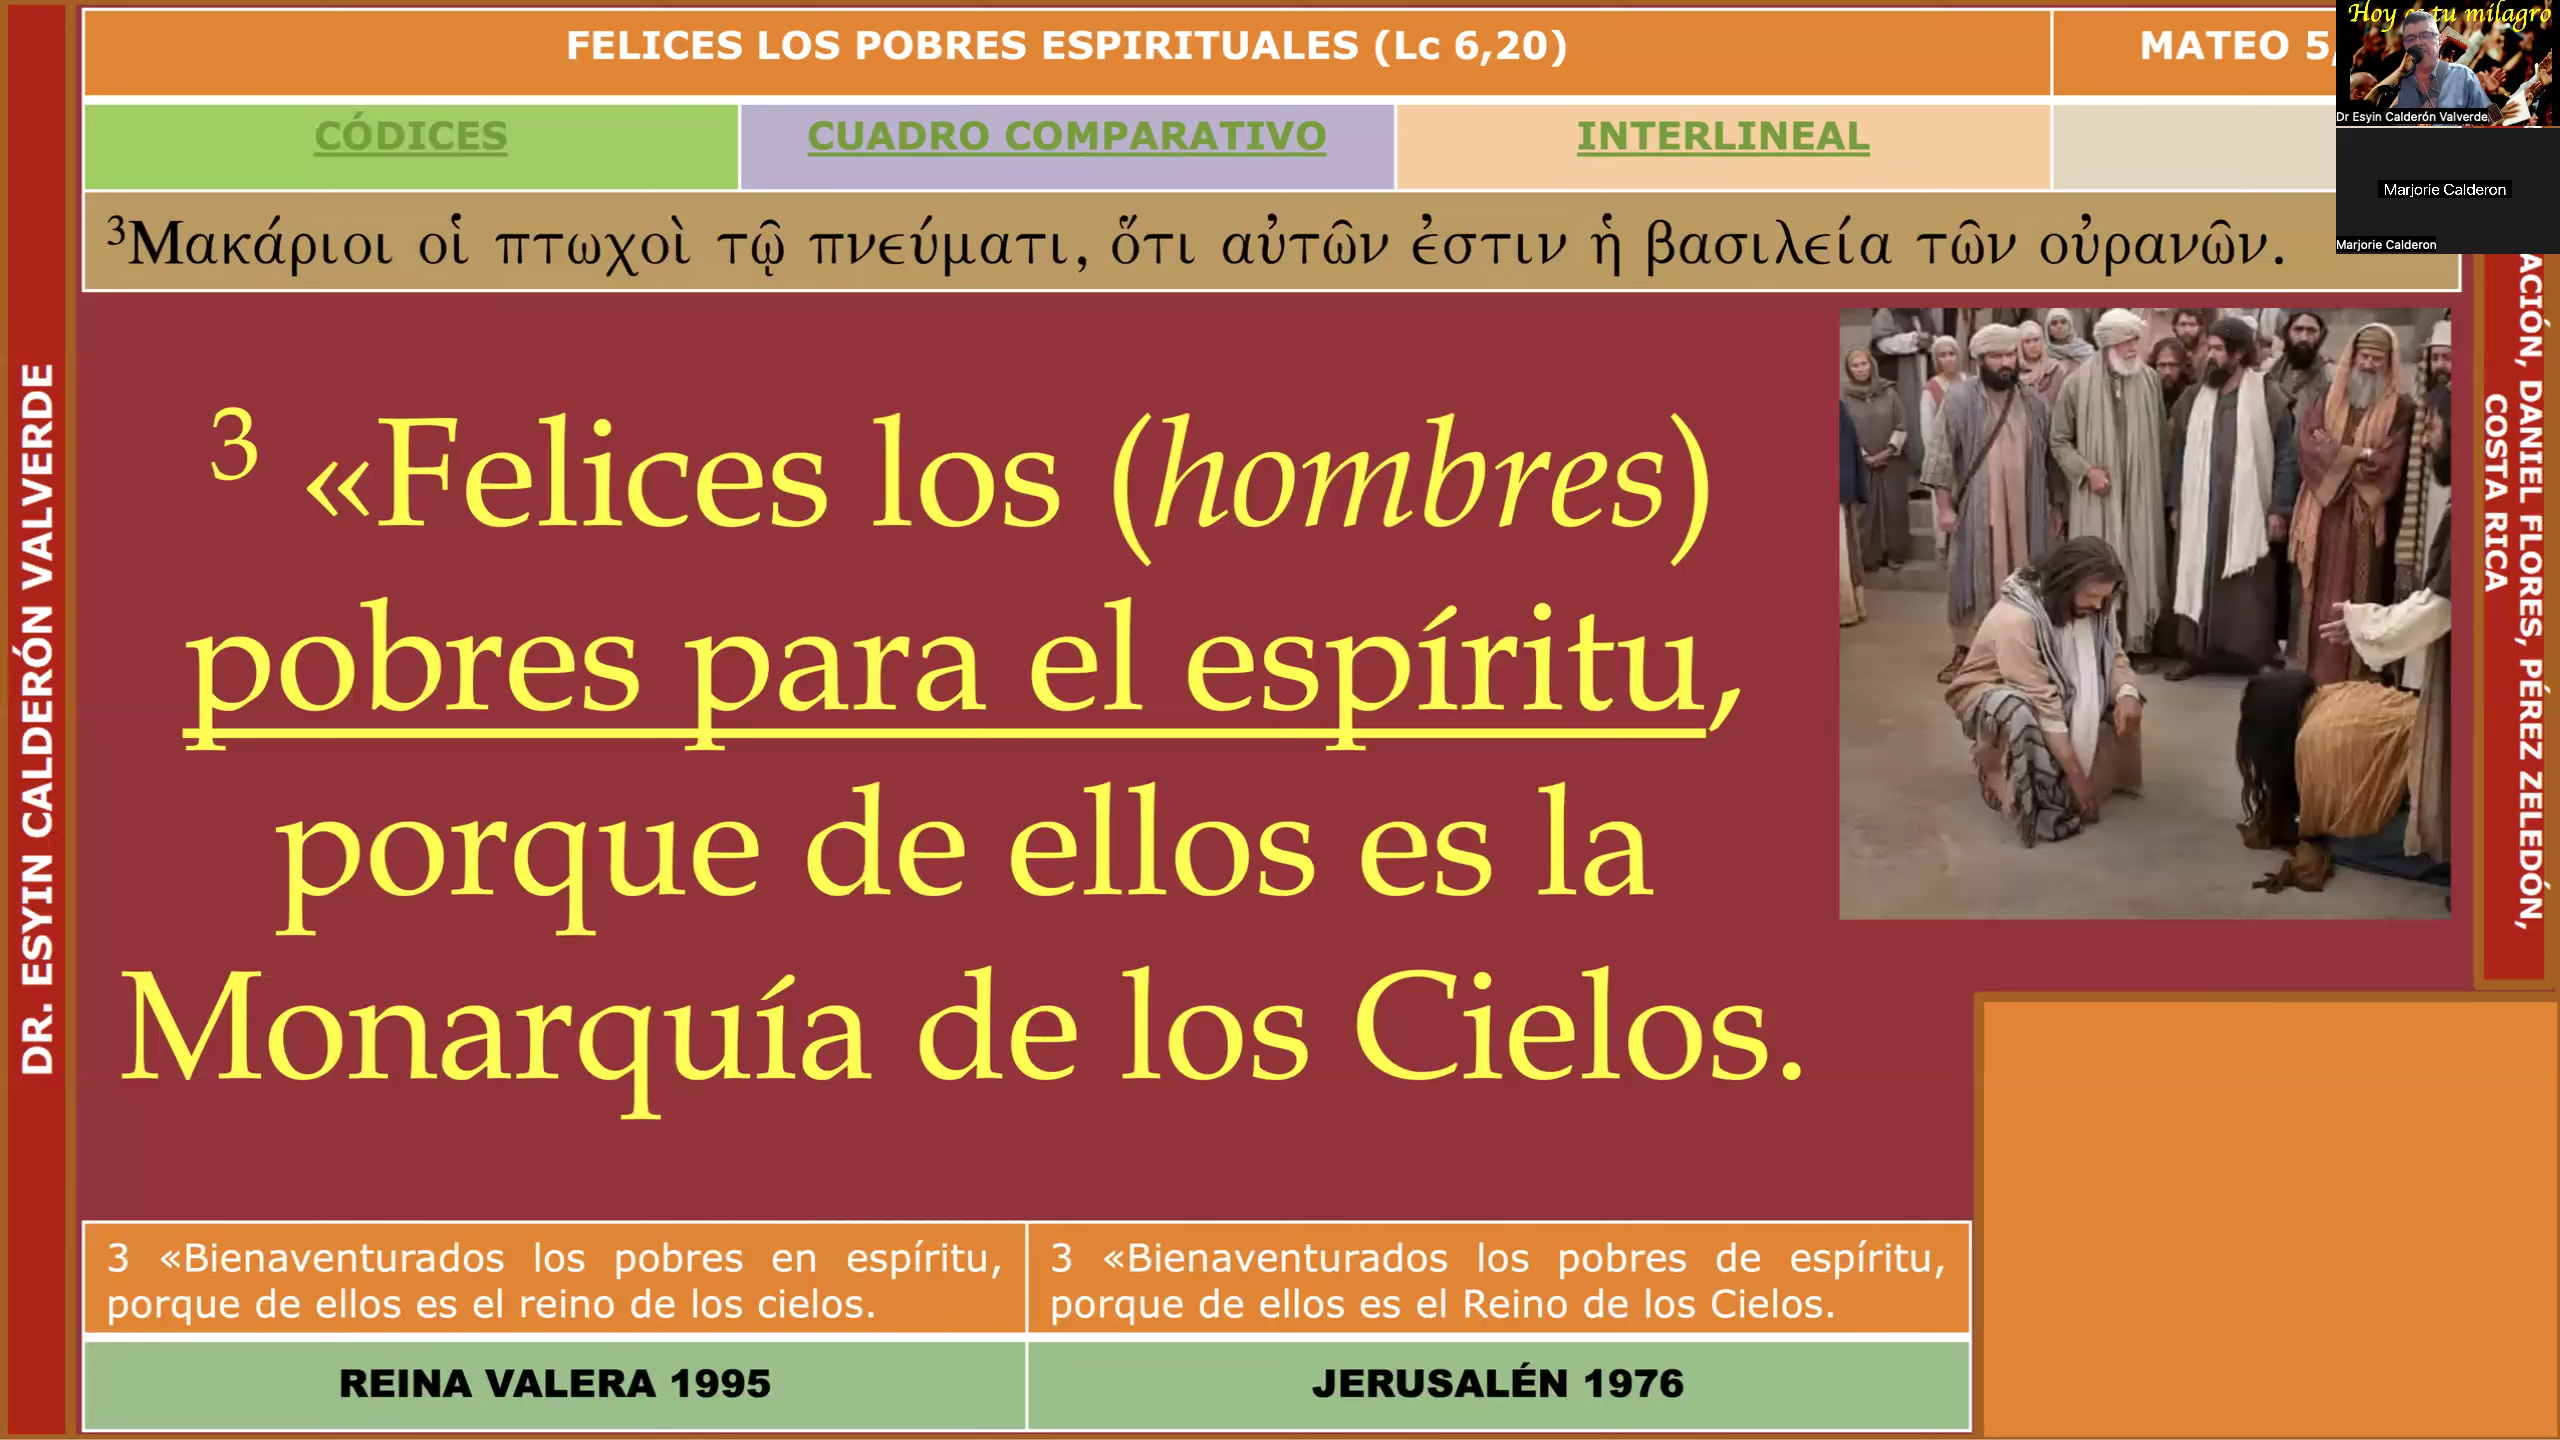 FELICES LOS POBRES ESPIRITUALES (Lc 6,20)
MATEO 5,
Hoy es tu milagro
Dr Esyin Calderón Valverde
Marjorie Calderon
Marjorie Calderon
CÓDICES
CUADRO COMPARATIVO
INTERLINEAL
³Μακάριοι οἱ πτωχοὶ τῷ πνεύματι, ὅτι αὐτῶν ἐστιν ἡ βασιλεία τῶν οὐρανῶν.
DR. ESYIN CALDERÓN VALVERDE
3 «Felices los (hombres)
pobres para el espíritu,
porque de ellos es la
Monarquía de los Cielos.
ACIÓN, DANIEL FLORES, PÉREZ ZELEDÓN,
COSTA RICA
3 «Bienaventurados los pobres en espíritu,
porque de ellos es el reino de los cielos.
3 «Bienaventurados los pobres de espíritu,
porque de ellos es el Reino de los Cielos.
REINA VALERA 1995
JERUSALÉN 1976